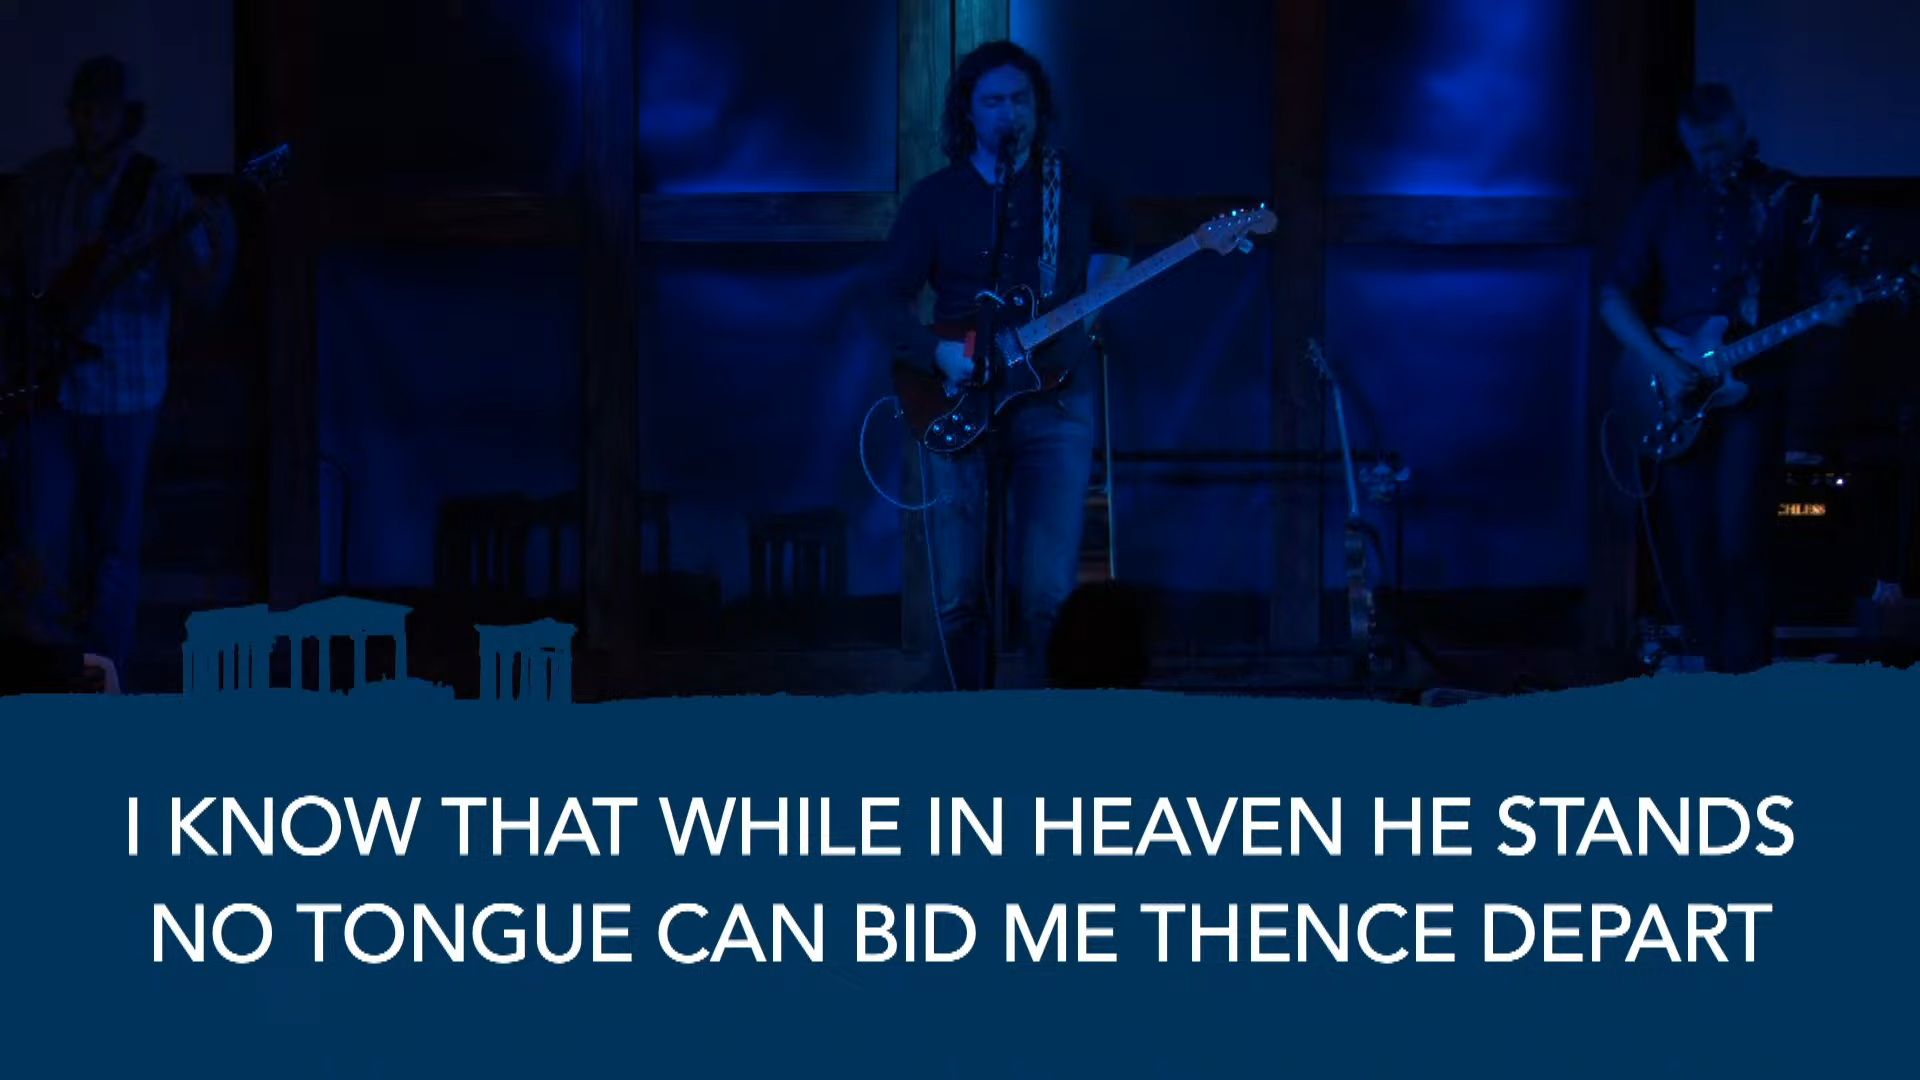 I KNOW THAT WHILE IN HEAVEN HE STANDS
NO TONGUE CAN BID ME THENCE DEPART